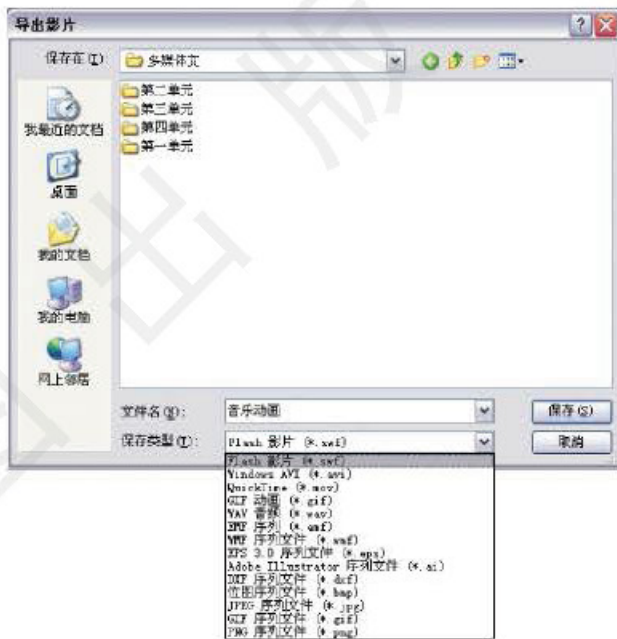 导出影片
保存在(I): 多媒体文
第二单元
第三单元
第四单元
第一单元
我最近的文档
桌面
我的文档
我的电脑
网上邻居
文件名(N): 音乐动画 保存(S)
保存类型(T): Flash 影片 (*.swf) 取消
Flash 影片 (*.swf)
Windows AVI (*.avi)
QuickTime (*.mov)
GIF 动画 (*.gif)
WAV 音频 (*.wav)
EMF 序列 (*.emf)
WMF 序列文件 (*.wmf)
EPS 3.0 序列文件 (*.eps)
Adobe Illustrator 序列文件 (*.ai)
DXF 序列文件 (*.dxf)
位图序列文件 (*.bmp)
JPEG 序列文件 (*.jpg)
GIF 序列文件 (*.gif)
PNG 序列文件 (*.png)